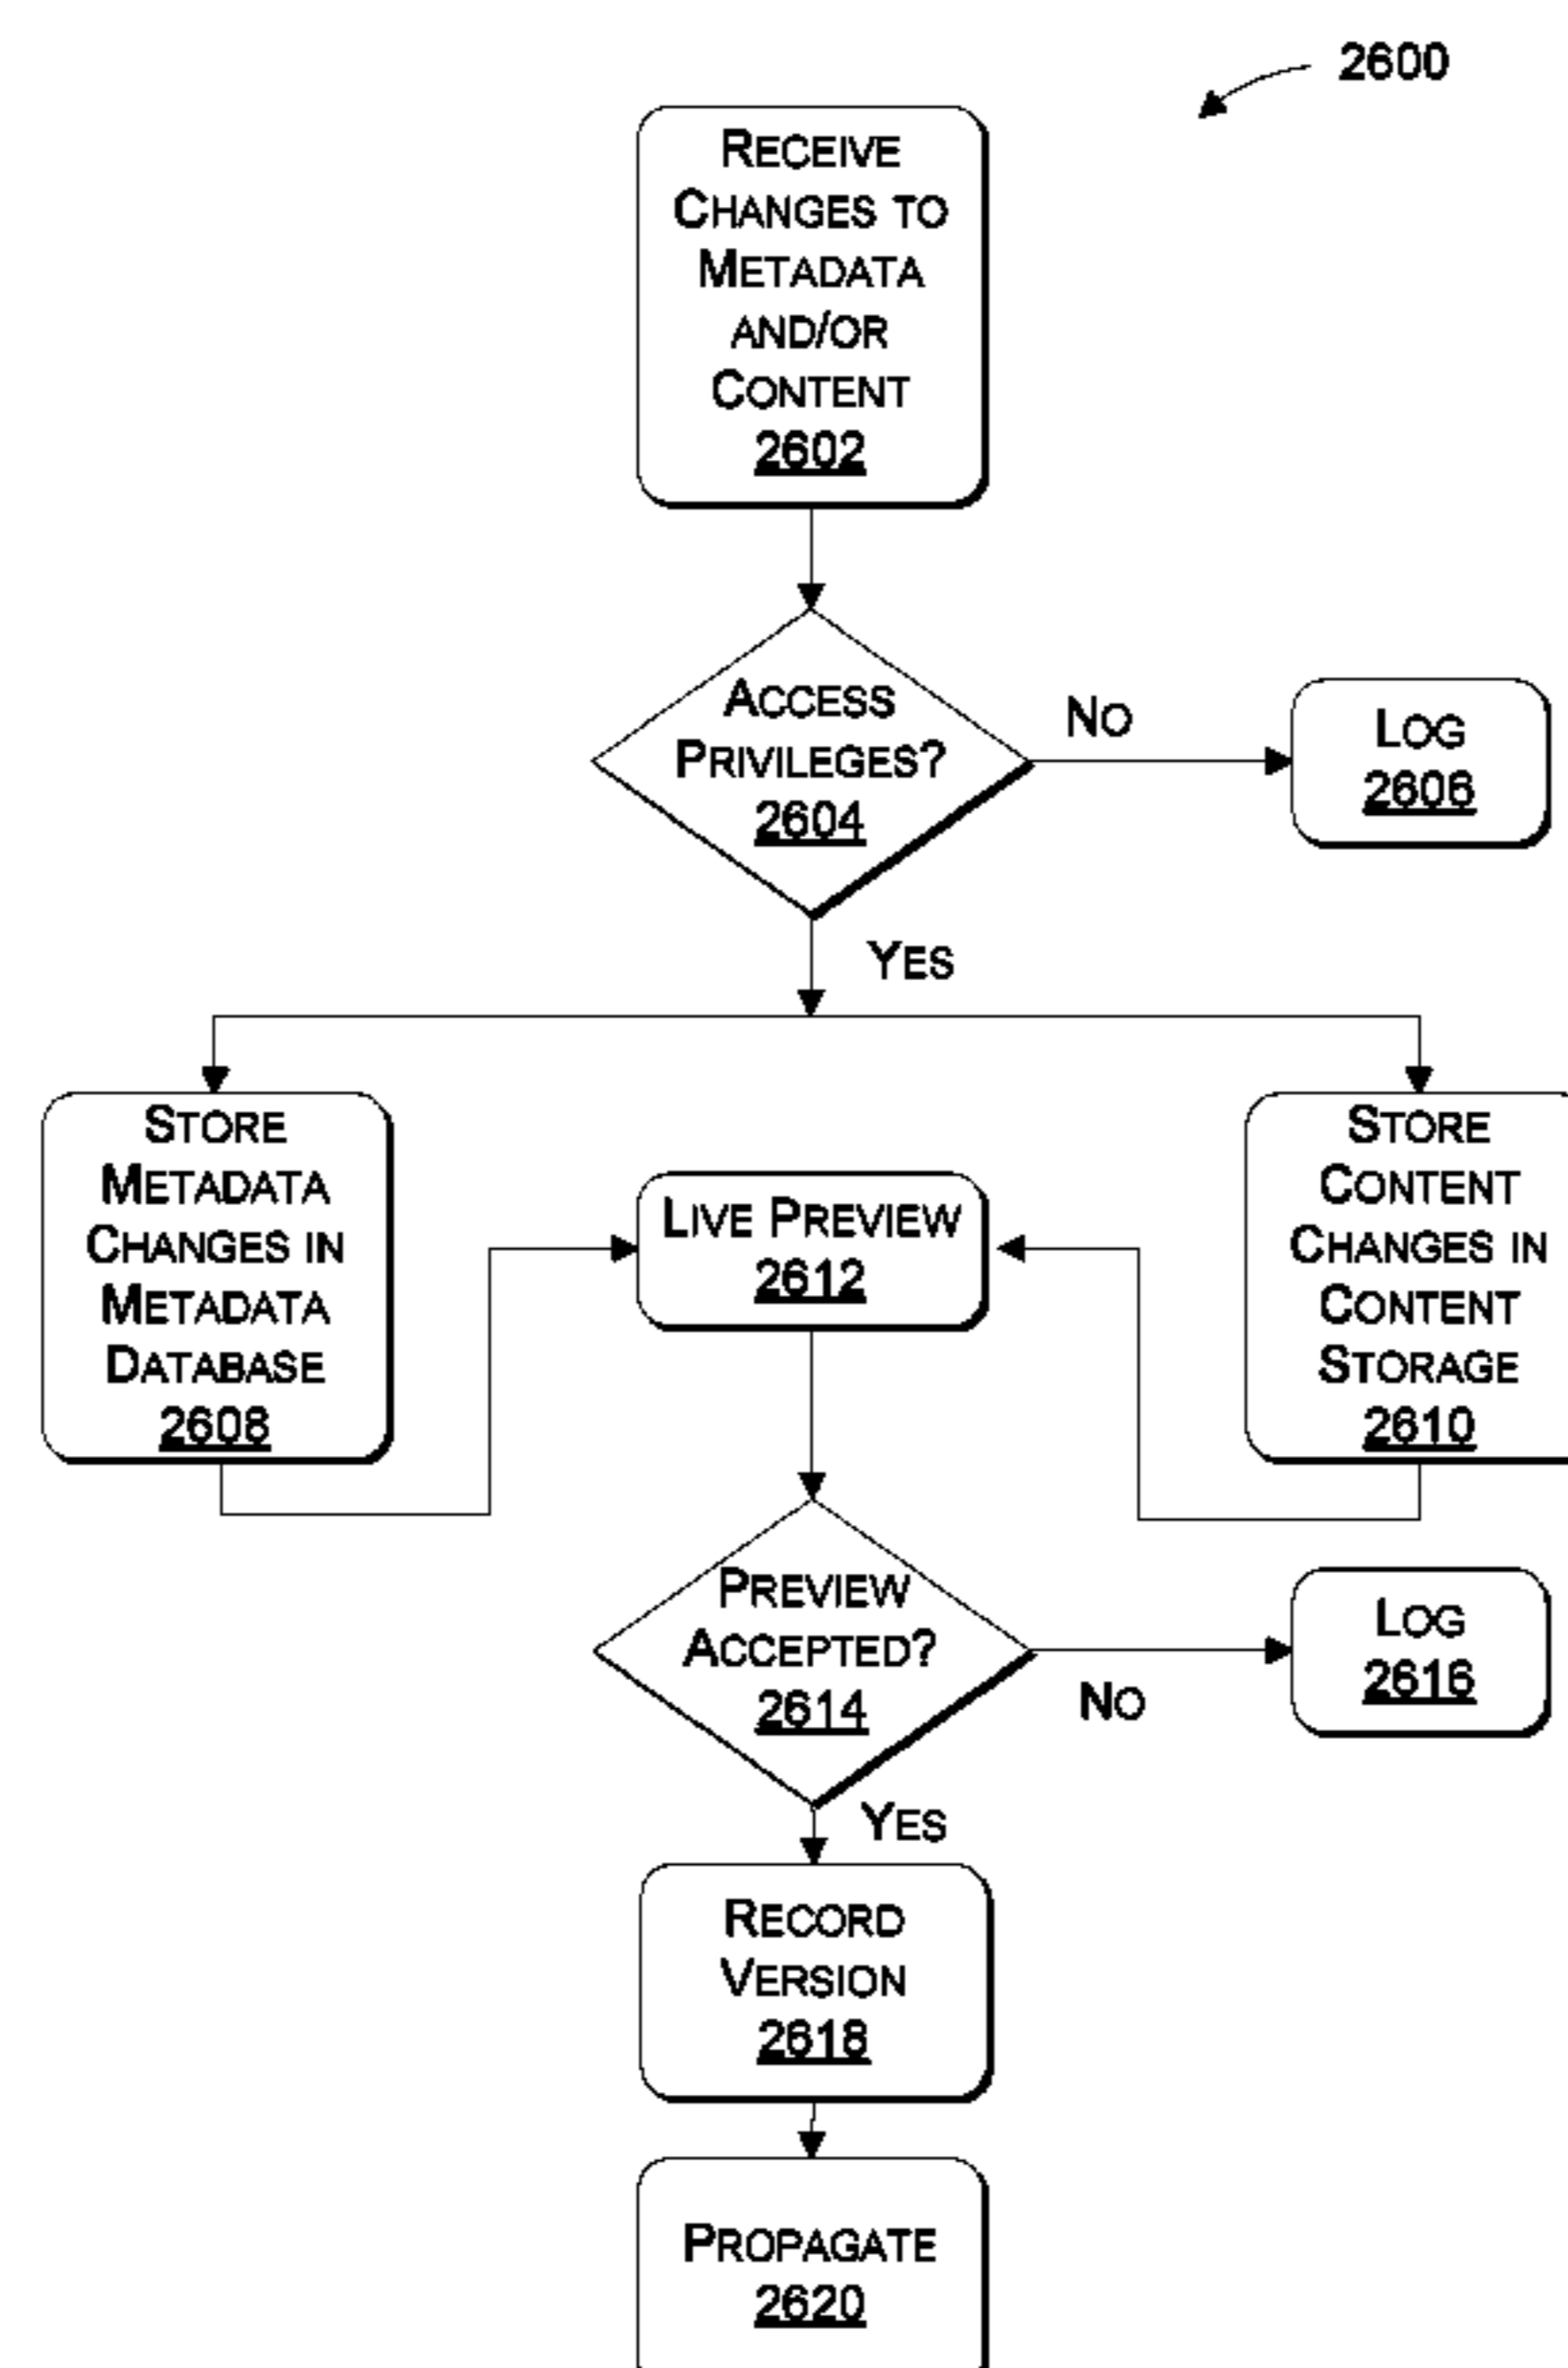 2600
RECEIVE
CHANGES TO
METADATA
AND/OR
CONTENT
2602
ACCESS
PRIVILEGES?
2604
NO
LOG
2606
YES
STORE
METADATA
CHANGES IN
METADATA
DATABASE
2608
LIVE PREVIEW
2612
STORE
CONTENT
CHANGES IN
CONTENT
STORAGE
2610
PREVIEW
ACCEPTED?
2614
NO
LOG
2616
YES
RECORD
VERSION
2618
PROPAGATE
2620